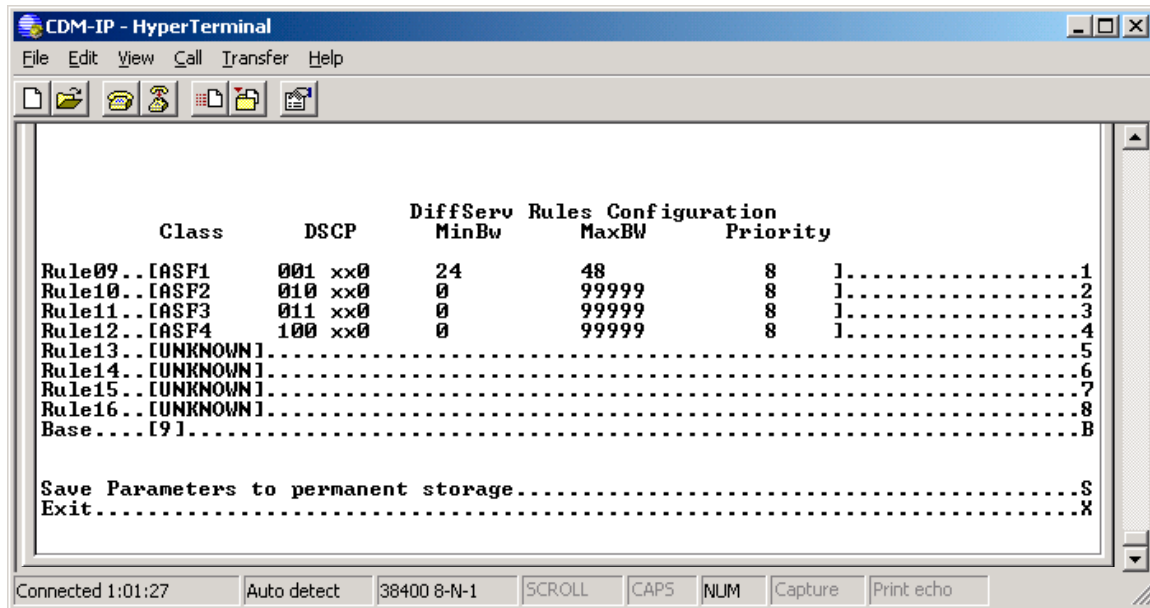 CDM-IP - HyperTerminal
File Edit View Call Transfer Help
DiffServ Rules Configuration
Class DSCP MinBw MaxBW Priority
Rule09..[ASF1 001 xx0 24 48 8 ]..................1
Rule10..[ASF2 010 xx0 0 99999 8 ]..................2
Rule11..[ASF3 011 xx0 0 99999 8 ]..................3
Rule12..[ASF4 100 xx0 0 99999 8 ]..................4
Rule13..[UNKNOWN]..............................................................5
Rule14..[UNKNOWN]..............................................................6
Rule15..[UNKNOWN]..............................................................7
Rule16..[UNKNOWN]..............................................................8
Base....[9]....................................................................B
Save Parameters to permanent storage...........................................S
Exit...........................................................................X
Connected 1:01:27 Auto detect 38400 8-N-1 SCROLL CAPS NUM Capture Print echo